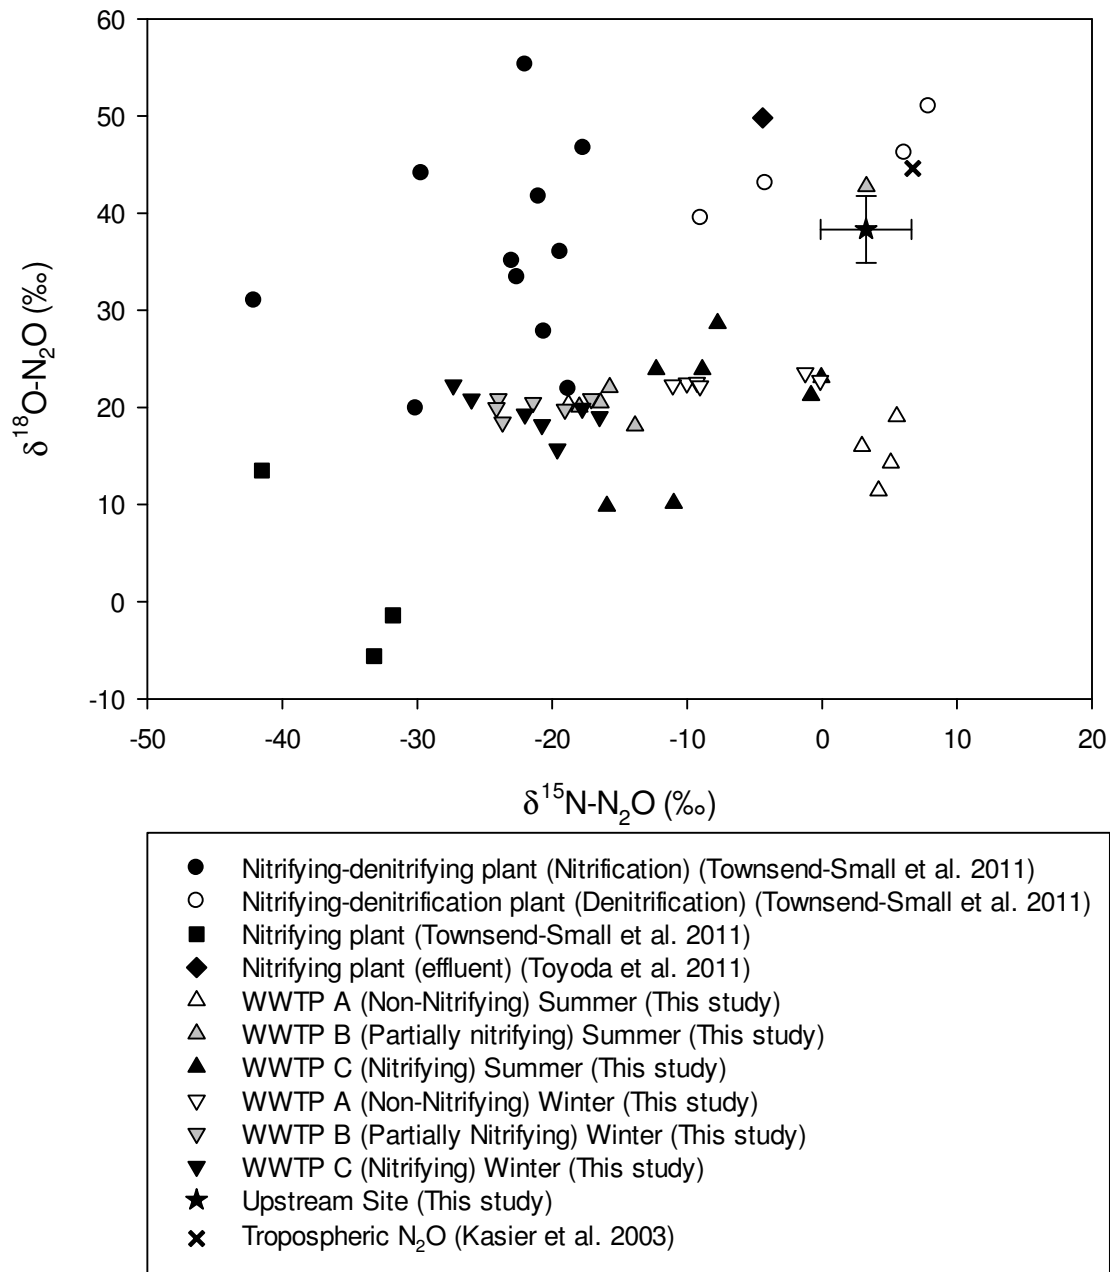 60
50
40
30
20
10
0
-10
δ18O-N2O (‰)
-50 -40 -30 -20 -10 0 10 20
δ15N-N2O (‰)
Nitrifying-denitrifying plant (Nitrification) (Townsend-Small et al. 2011)
Nitrifying-denitrification plant (Denitrification) (Townsend-Small et al. 2011)
Nitrifying plant (Townsend-Small et al. 2011)
Nitrifying plant (effluent) (Toyoda et al. 2011)
WWTP A (Non-Nitrifying) Summer (This study)
WWTP B (Partially nitrifying) Summer (This study)
WWTP C (Nitrifying) Summer (This study)
WWTP A (Non-Nitrifying) Winter (This study)
WWTP B (Partially Nitrifying) Winter (This study)
WWTP C (Nitrifying) Winter (This study)
Upstream Site (This study)
Tropospheric N2O (Kasier et al. 2003)